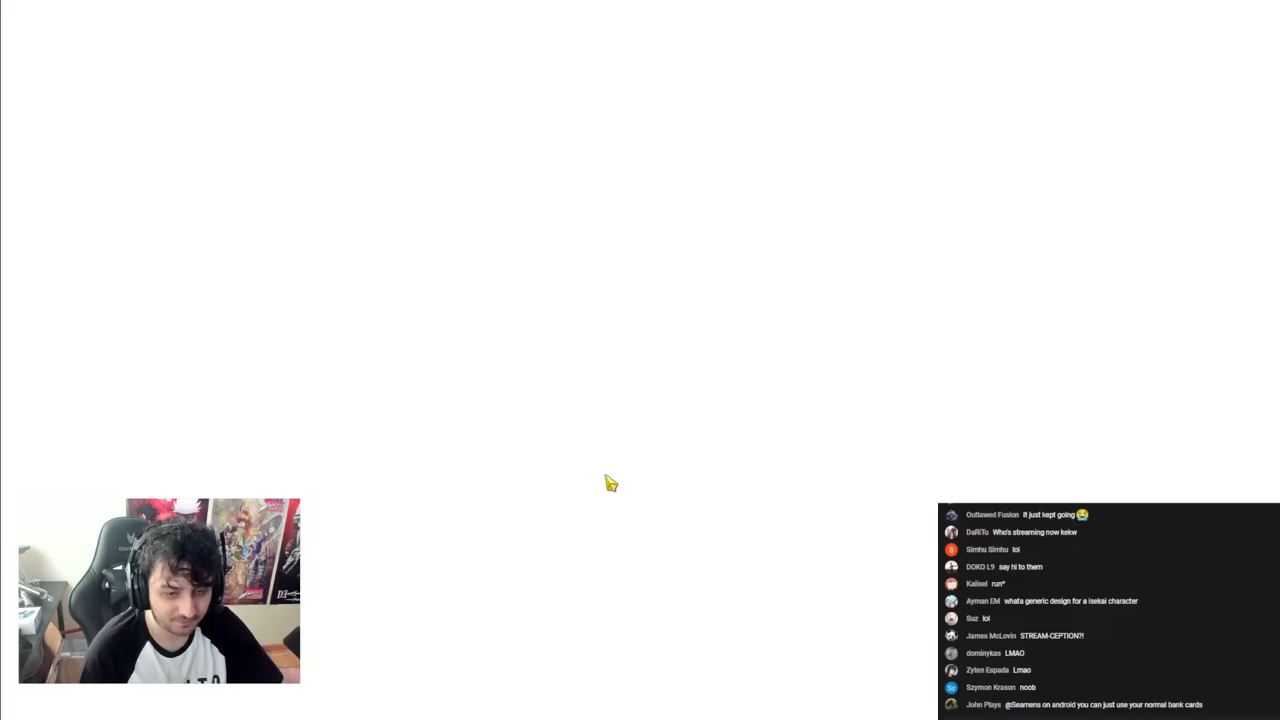 Outlawed Fusion It just kept going
DaRiTo Who's streaming now kekw
Simhu Simhu lol
DOKO L9 say hi to them
Kaiisel run*
Ayman EM whata generic design for a isekai character
Suz lol
James McLovin STREAM-CEPTION?!
dominykas LMAO
Zyten Espada Lmao
Szymon Krason noob
John Plays @Seamens on android you can just use your normal bank cards